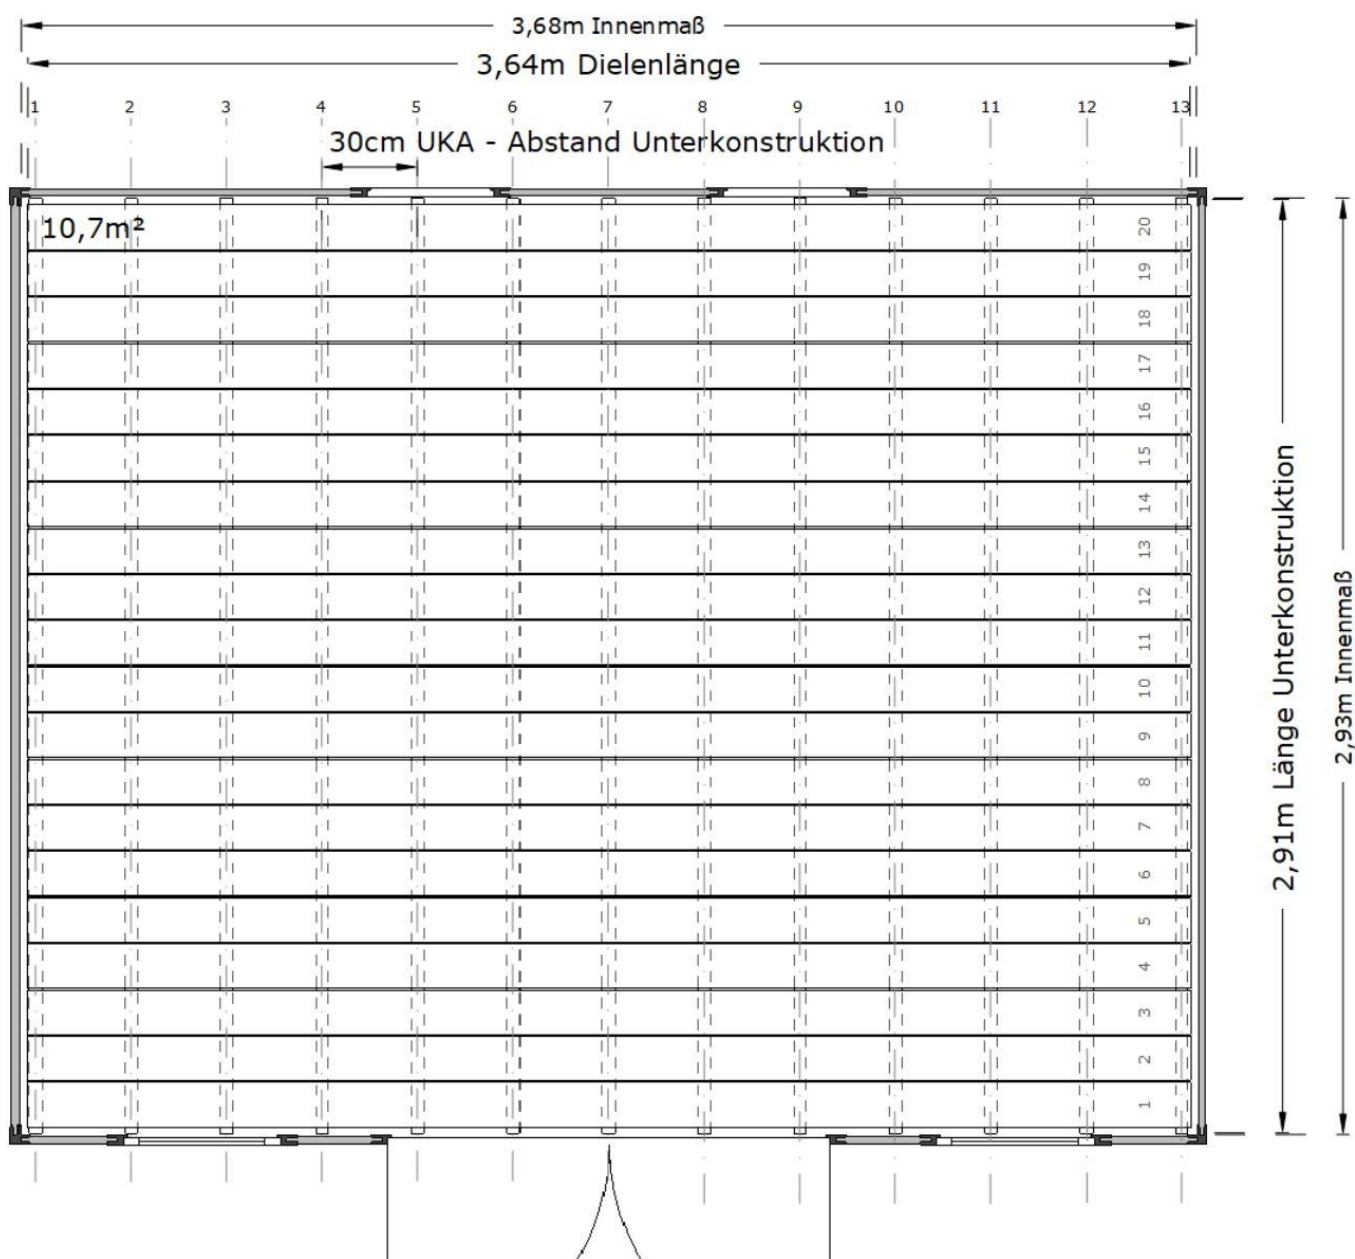 3,68m Innenmaß
3,64m Dielenlänge
1 2 3 4 5 6 7 8 9 10 11 12 13
30cm UKA - Abstand Unterkonstruktion
10,7m²
20
19
18
17
16
15
14
13
12
11
10
9
8
7
6
5
4
3
2
1
2,91m Länge Unterkonstruktion
2,93m Innenmaß